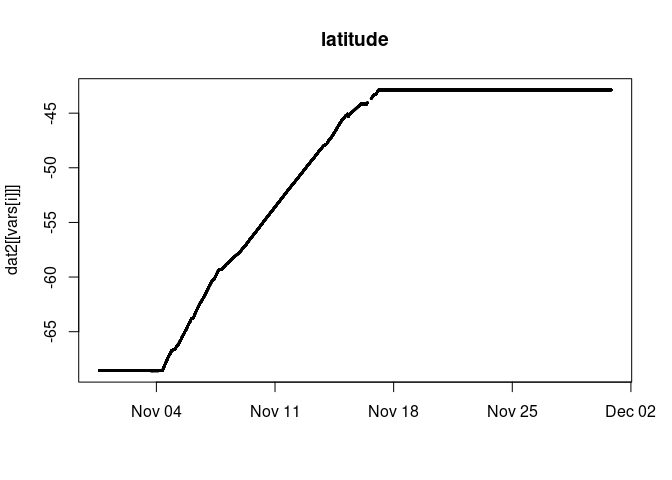 latitude
dat2[[vars[i]]]
-45
-50
-55
-60
-65
Nov 04
Nov 11
Nov 18
Nov 25
Dec 02